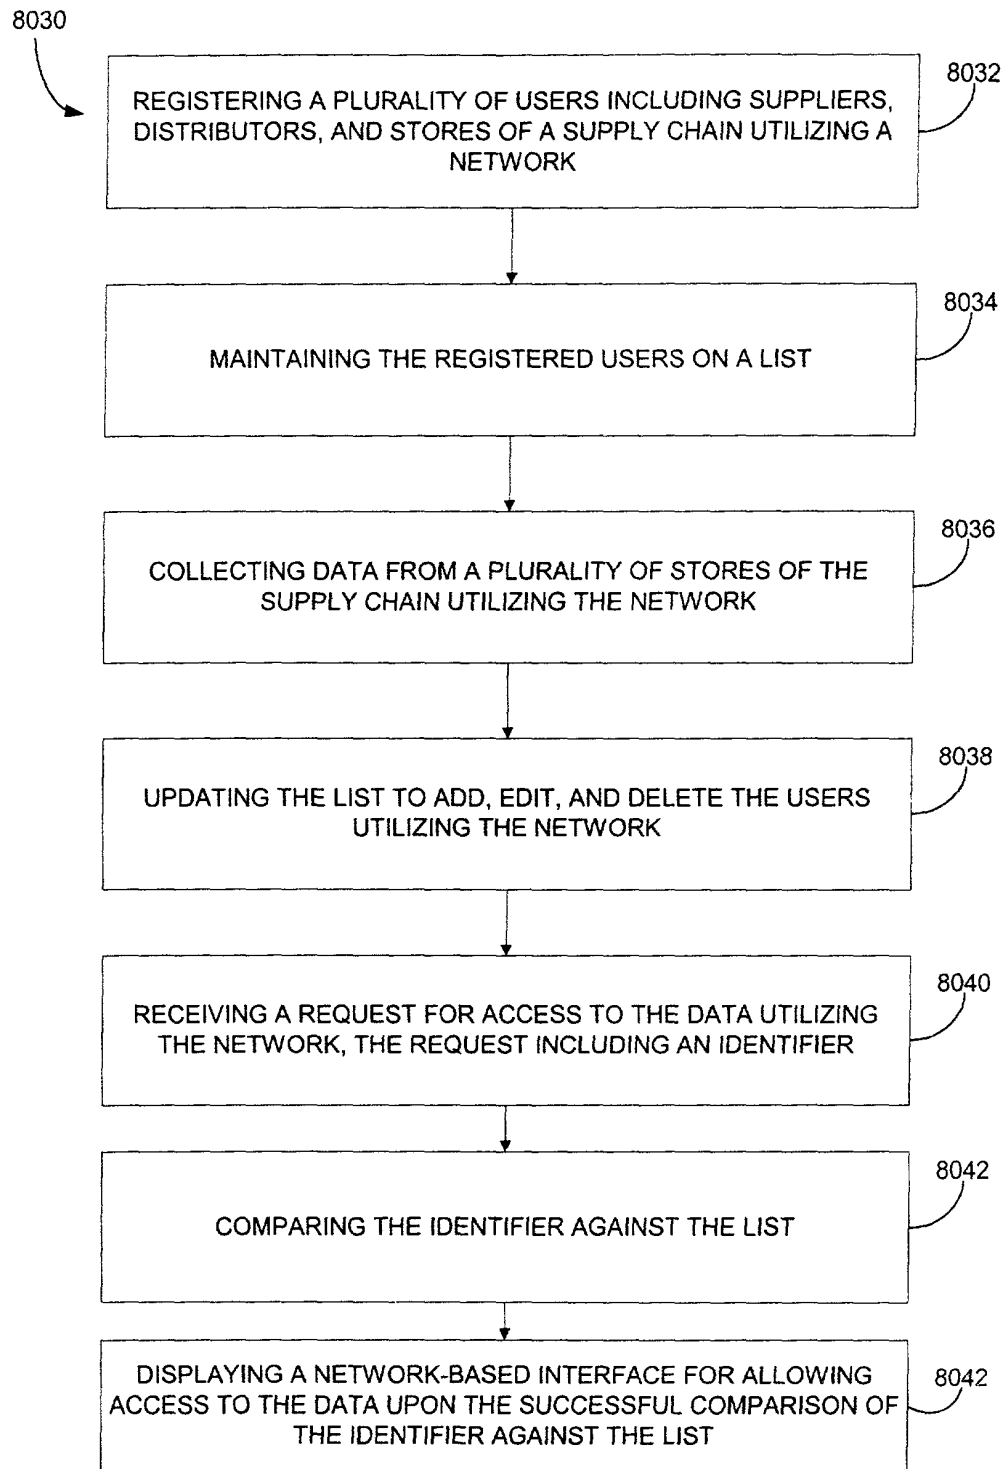 8030
8032
REGISTERING A PLURALITY OF USERS INCLUDING SUPPLIERS,
DISTRIBUTORS, AND STORES OF A SUPPLY CHAIN UTILIZING A
NETWORK
8034
MAINTAINING THE REGISTERED USERS ON A LIST
8036
COLLECTING DATA FROM A PLURALITY OF STORES OF THE
SUPPLY CHAIN UTILIZING THE NETWORK
8038
UPDATING THE LIST TO ADD, EDIT, AND DELETE THE USERS
UTILIZING THE NETWORK
8040
RECEIVING A REQUEST FOR ACCESS TO THE DATA UTILIZING
THE NETWORK, THE REQUEST INCLUDING AN IDENTIFIER
8042
COMPARING THE IDENTIFIER AGAINST THE LIST
8042
DISPLAYING A NETWORK-BASED INTERFACE FOR ALLOWING
ACCESS TO THE DATA UPON THE SUCCESSFUL COMPARISON OF
THE IDENTIFIER AGAINST THE LIST